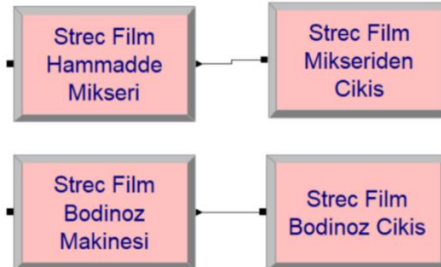 Strec Film
Hammadde
Mikseri
Strec Film
Mikseriden
Cikis
Strec Film
Bodinoz
Makinesi
Strec Film
Bodinoz Cikis